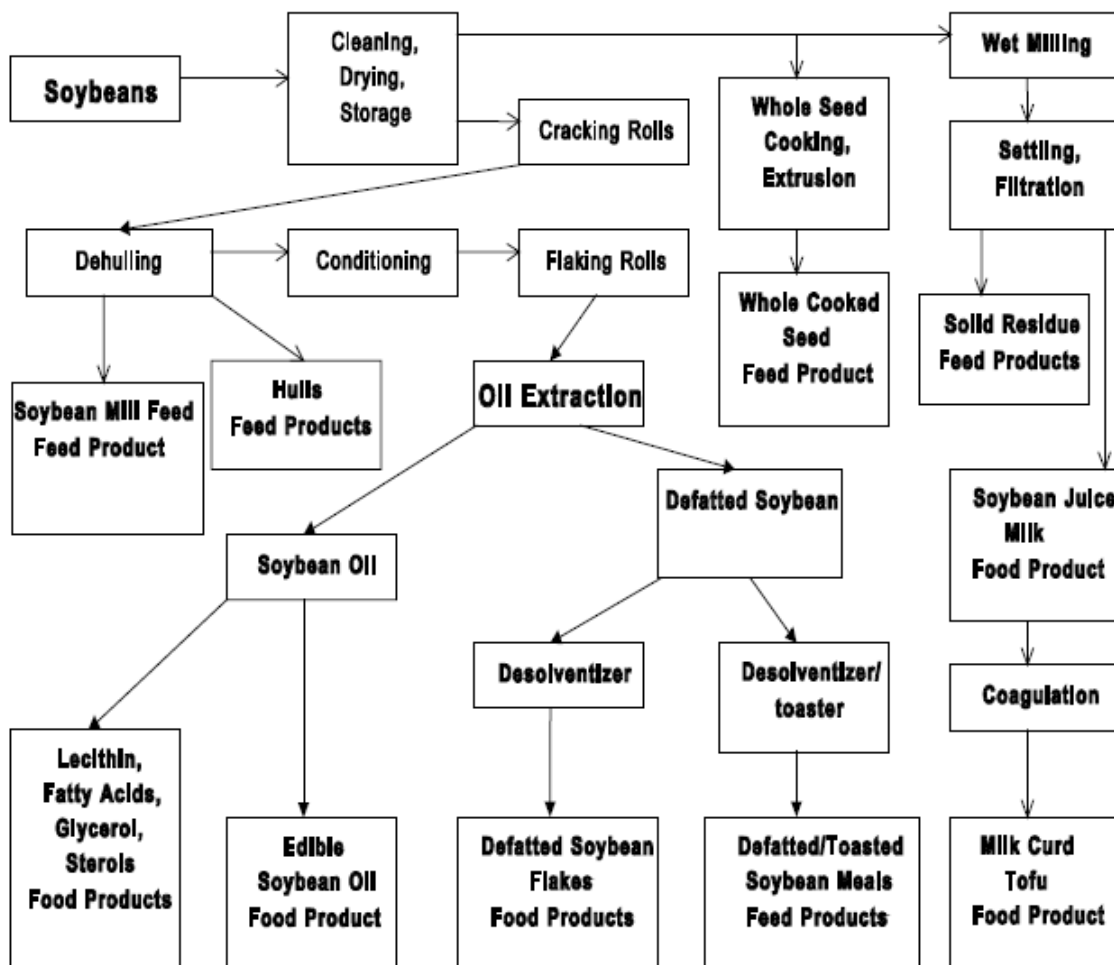 Soybeans
Cleaning,
Drying,
Storage
Wet Milling
Cracking Rolls
Whole Seed
Cooking,
Extrusion
Settling,
Filtration
Dehulling
Conditioning
Flaking Rolls
Whole Cooked
Seed
Feed Product
Solid Residue
Feed Products
Soybean Mill Feed
Feed Product
Hulls
Feed Products
Oil Extraction
Defatted Soybean
Soybean Juice
Milk
Food Product
Soybean Oil
Desolventizer
Desolventizer/
toaster
Coagulation
Lecithin,
Fatty Acids,
Glycerol,
Sterols
Food Products
Edible
Soybean Oil
Food Product
Defatted Soybean
Flakes
Food Products
Defatted/Toasted
Soybean Meals
Feed Products
Milk Curd
Tofu
Food Product